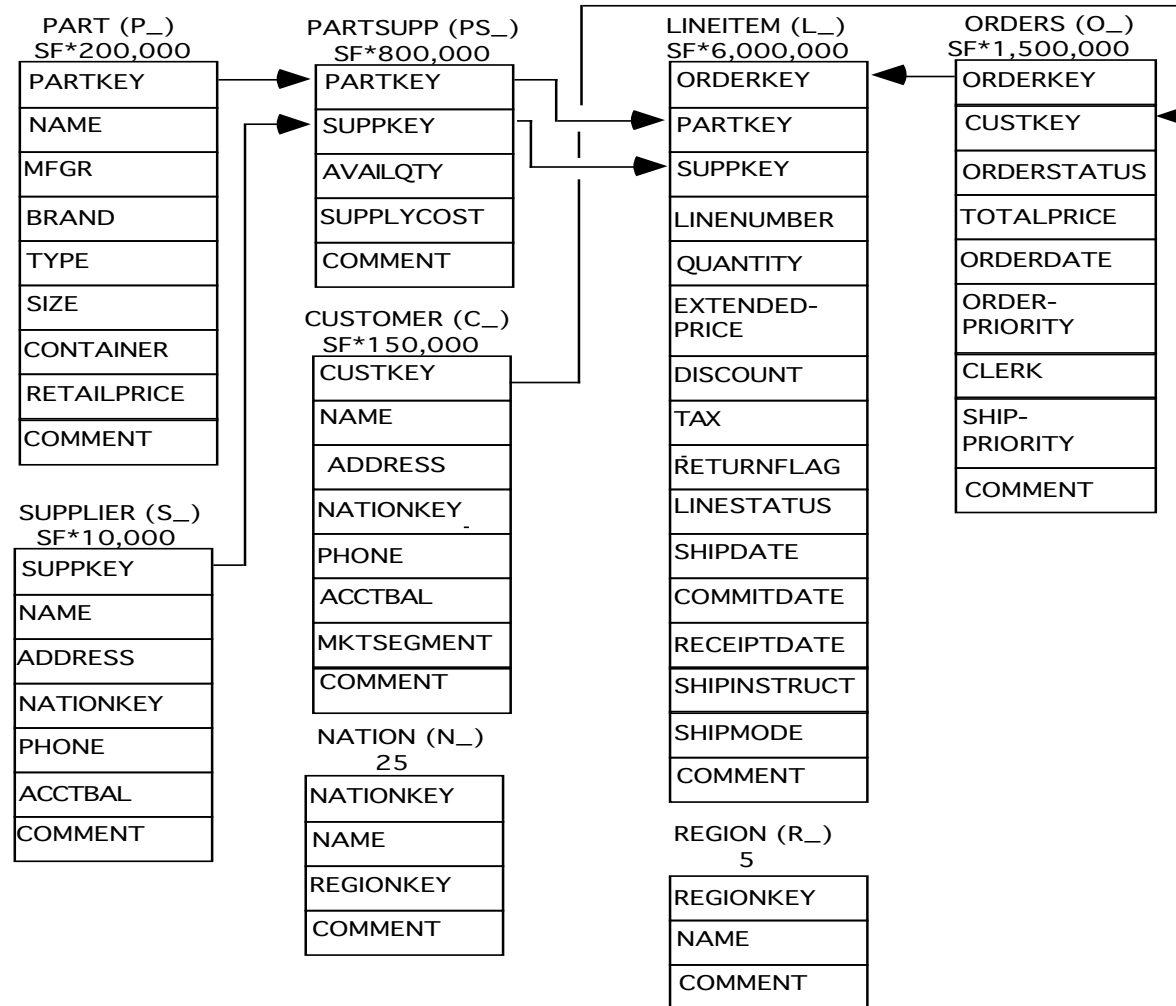 PART (P_)
SF*200,000
PARTKEY
NAME
MFGR
BRAND
TYPE
SIZE
CONTAINER
RETAILPRICE
COMMENT
SUPPLIER (S_)
SF*10,000
SUPPKEY
NAME
ADDRESS
NATIONKEY
PHONE
ACCTBAL
COMMENT
PARTSUPP (PS_)
SF*800,000
PARTKEY
SUPPKEY
AVAILQTY
SUPPLYCOST
COMMENT
CUSTOMER (C_)
SF*150,000
CUSTKEY
NAME
ADDRESS
NATIONKEY
PHONE
ACCTBAL
MKTSEGMENT
COMMENT
NATION (N_)
25
NATIONKEY
NAME
REGIONKEY
COMMENT
LINEITEM (L_)
SF*6,000,000
ORDERKEY
PARTKEY
SUPPKEY
LINENUMBER
QUANTITY
EXTENDED-
PRICE
DISCOUNT
TAX
RETURNFLAG
LINESTATUS
SHIPDATE
COMMITDATE
RECEIPTDATE
SHIPINSTRUCT
SHIPMODE
COMMENT
REGION (R_)
5
REGIONKEY
NAME
COMMENT
ORDERS (O_)
SF*1,500,000
ORDERKEY
CUSTKEY
ORDERSTATUS
TOTALPRICE
ORDERDATE
ORDER-
PRIORITY
CLERK
SHIP-
PRIORITY
COMMENT